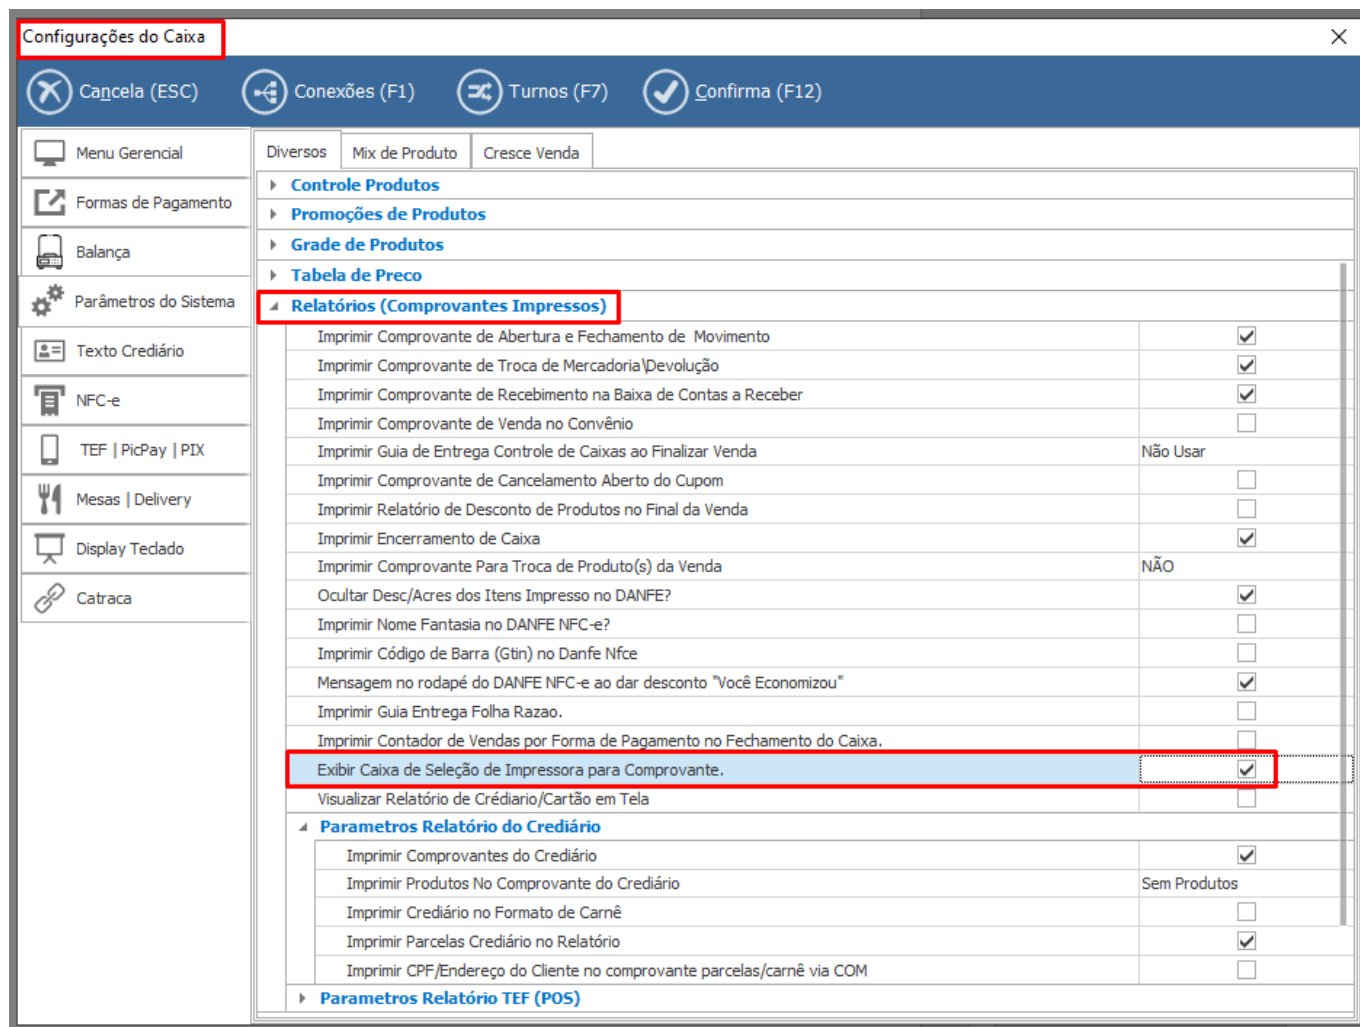 Configurações do Caixa
Cancela (ESC)
Conexões (F1)
Turnos (F7)
Confirma (F12)
Menu Gerencial
Formas de Pagamento
Balança
Parâmetros do Sistema
Texto Crediário
NFC-e
TEF | PicPay | PIX
Mesas | Delivery
Display Teclado
Catraca
Diversos
Mix de Produto
Cresce Venda
Controle Produtos
Promoções de Produtos
Grade de Produtos
Tabela de Preco
Relatórios (Comprovantes Impressos)
Imprimir Comprovante de Abertura e Fechamento de  Movimento
Imprimir Comprovante de Troca de Mercadoria\Devolução
Imprimir Comprovante de Recebimento na Baixa de Contas a Receber
Imprimir Comprovante de Venda no Convênio
Imprimir Guia de Entrega Controle de Caixas ao Finalizar Venda Não Usar
Imprimir Comprovante de Cancelamento Aberto do Cupom
Imprimir Relatório de Desconto de Produtos no Final da Venda
Imprimir Encerramento de Caixa
Imprimir Comprovante Para Troca de Produto(s) da Venda NÃO
Ocultar Desc/Acres dos Itens Impresso no DANFE?
Imprimir Nome Fantasia no DANFE NFC-e?
Imprimir Código de Barra (Gtin) no Danfe Nfce
Mensagem no rodapé do DANFE NFC-e ao dar desconto "Você Economizou"
Imprimir Guia Entrega Folha Razao.
Imprimir Contador de Vendas por Forma de Pagamento no Fechamento do Caixa.
Exibir Caixa de Seleção de Impressora para Comprovante.
Visualizar Relatório de Crédiario/Cartão em Tela
Parametros Relatório do Crediário
Imprimir Comprovantes do Crediário
Imprimir Produtos No Comprovante do Crediário Sem Produtos
Imprimir Crediário no Formato de Carnê
Imprimir Parcelas Crediário no Relatório
Imprimir CPF/Endereço do Cliente no comprovante parcelas/carnê via COM
Parametros Relatório TEF (POS)